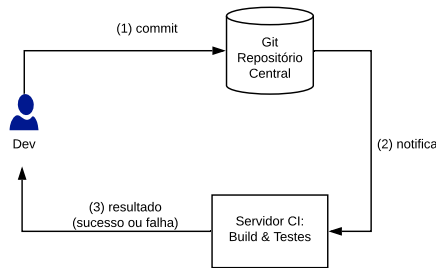 (1) commit
Git
Repositório
Central
Dev
(2) notifica
(3) resultado
(sucesso ou falha)
Servidor CI:
Build & Testes